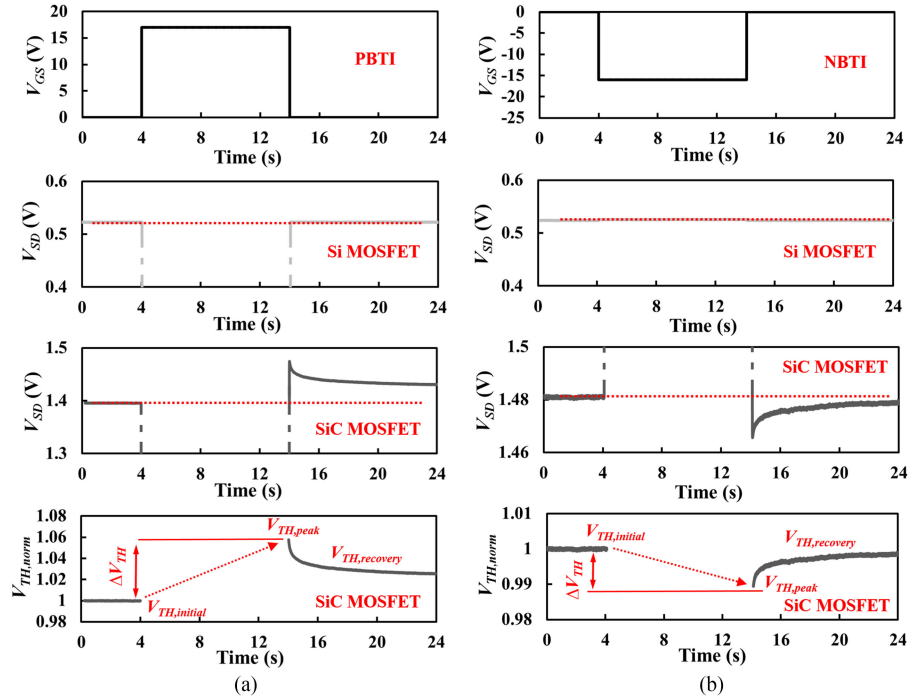 20
15
10
5
0
V_GS (V)
PBTI
0 4 8 12 16 20 24
Time (s)
0.6
0.5
0.4
V_SD (V)
Si MOSFET
0 4 8 12 16 20 24
Time (s)
1.5
1.4
1.3
V_SD (V)
SiC MOSFET
0 4 8 12 16 20 24
Time (s)
1.08
1.06
1.04
1.02
1
0.98
V_TH,norm
ΔV_TH
V_TH,peak
V_TH,recovery
V_TH,initial
SiC MOSFET
0 4 8 12 16 20 24
Time (s)
(a)
0
-5
-10
-15
-20
-25
V_GS (V)
NBTI
0 4 8 12 16 20 24
Time (s)
0.6
0.5
0.4
V_SD (V)
Si MOSFET
0 4 8 12 16 20 24
Time (s)
1.5
1.48
1.46
V_SD (V)
SiC MOSFET
0 4 8 12 16 20 24
Time (s)
1.01
1
0.99
0.98
V_TH,norm
V_TH,initial
ΔV_TH
V_TH,recovery
V_TH,peak
SiC MOSFET
0 4 8 12 16 20 24
Time (s)
(b)